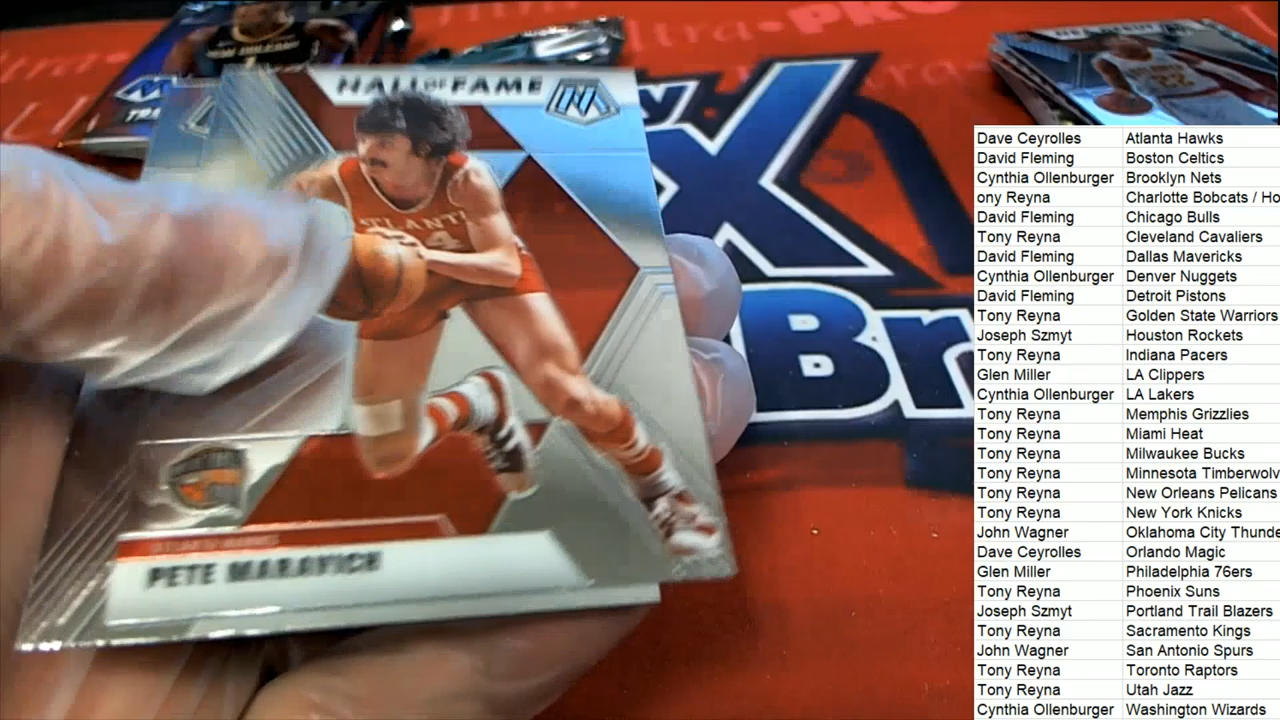 HALL OF FAME
ATLANTA
ATLANTA HAWKS
PETE MARAVICH
NEW ORLEANS
X
Br
Dave Ceyrolles Atlanta Hawks
David Fleming Boston Celtics
Cynthia Ollenburger Brooklyn Nets
ony Reyna Charlotte Bobcats / Ho
David Fleming Chicago Bulls
Tony Reyna Cleveland Cavaliers
David Fleming Dallas Mavericks
Cynthia Ollenburger Denver Nuggets
David Fleming Detroit Pistons
Tony Reyna Golden State Warriors
Joseph Szmyt Houston Rockets
Tony Reyna Indiana Pacers
Glen Miller LA Clippers
Cynthia Ollenburger LA Lakers
Tony Reyna Memphis Grizzlies
Tony Reyna Miami Heat
Tony Reyna Milwaukee Bucks
Tony Reyna Minnesota Timberwolv
Tony Reyna New Orleans Pelicans
Tony Reyna New York Knicks
John Wagner Oklahoma City Thunde
Dave Ceyrolles Orlando Magic
Glen Miller Philadelphia 76ers
Tony Reyna Phoenix Suns
Joseph Szmyt Portland Trail Blazers
Tony Reyna Sacramento Kings
John Wagner San Antonio Spurs
Tony Reyna Toronto Raptors
Tony Reyna Utah Jazz
Cynthia Ollenburger Washington Wizards